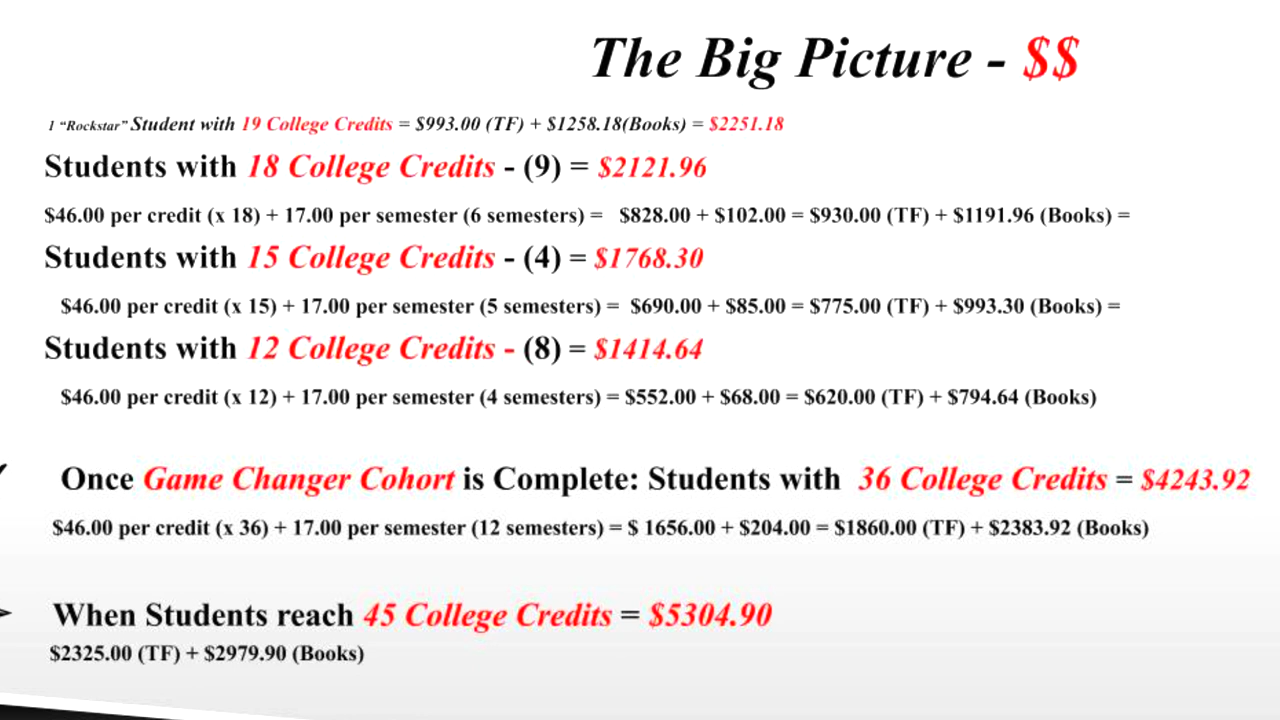 The Big Picture - $$
1 “Rockstar” Student with 19 College Credits = $993.00 (TF) + $1258.18(Books) = $2251.18
Students with 18 College Credits - (9) = $2121.96
$46.00 per credit (x 18) + 17.00 per semester (6 semesters) = $828.00 + $102.00 = $930.00 (TF) + $1191.96 (Books) =
Students with 15 College Credits - (4) = $1768.30
$46.00 per credit (x 15) + 17.00 per semester (5 semesters) = $690.00 + $85.00 = $775.00 (TF) + $993.30 (Books) =
Students with 12 College Credits - (8) = $1414.64
$46.00 per credit (x 12) + 17.00 per semester (4 semesters) = $552.00 + $68.00 = $620.00 (TF) + $794.64 (Books)
Once Game Changer Cohort is Complete: Students with 36 College Credits = $4243.92
$46.00 per credit (x 36) + 17.00 per semester (12 semesters) = $ 1656.00 + $204.00 = $1860.00 (TF) + $2383.92 (Books)
When Students reach 45 College Credits = $5304.90
$2325.00 (TF) + $2979.90 (Books)